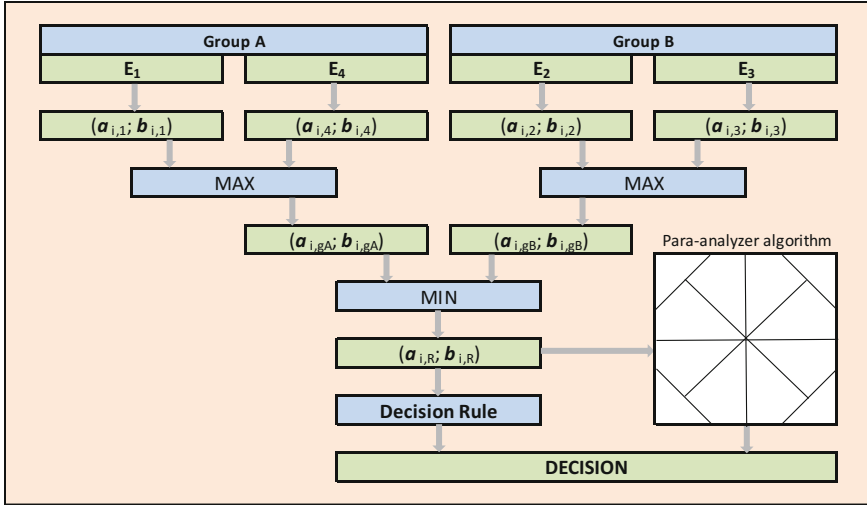 Group A Group B
E1 E4 E2 E3
(a i,1; b i,1) (a i,4; b i,4) (a i,2; b i,2) (a i,3; b i,3)
MAX MAX
(a i,gA; b i,gA) (a i,gB; b i,gB)
Para-analyzer algorithm
MIN
(a i,R; b i,R)
Decision Rule
DECISION